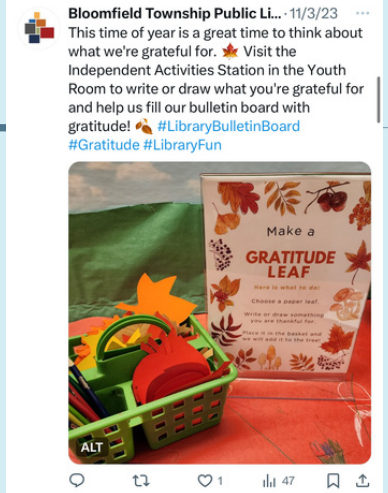 Bloomfield Township Public Li... · 11/3/23 ...
This time of year is a great time to think about
what we're grateful for. 🍁 Visit the
Independent Activities Station in the Youth
Room to write or draw what you're grateful for
and help us fill our bulletin board with
gratitude! 🍂 #LibraryBulletinBoard
#Gratitude #LibraryFun
Make a
GRATITUDE
LEAF
Here is what to do:
Choose a paper leaf.
Write or draw something
you are thankful for.
Place it in the basket and
we will add it to the tree!
ALT
1
47